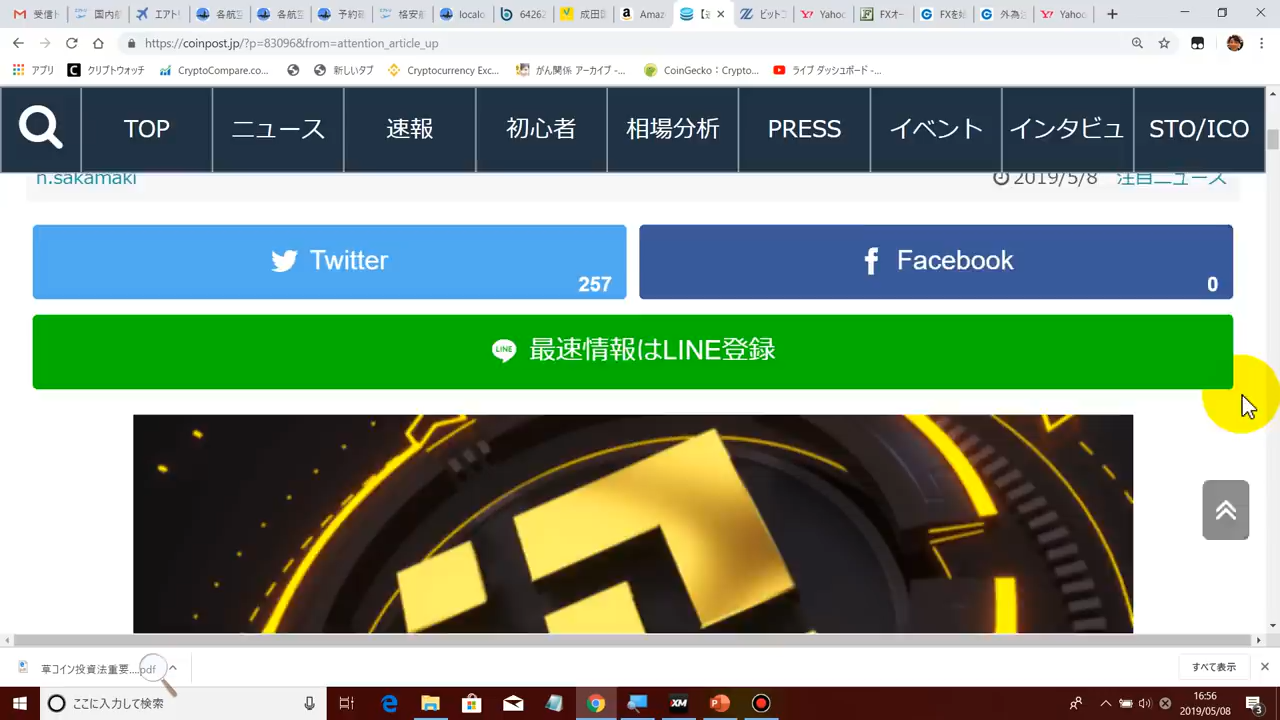 受信ト
国内航
エアトリ
各航空
各航空
予約確
格安航
localo
64262
成田
Amaz
ビットコ
Yahoo
FXオー
FXを始
外為
Yahoo
https://coinpost.jp/?p=83096&from=attention_article_up
アプリ
クリプトウォッチ
CryptoCompare.co...
新しいタブ
Cryptocurrency Exc...
がん関係 アーカイブ -...
CoinGecko：Crypto...
ライブ ダッシュボード -...
TOP
ニュース
速報
初心者
相場分析
PRESS
イベント
インタビュ
STO/ICO
n.sakamaki
2019/5/8
注目ニュース
Twitter
257
Facebook
0
LINE
最速情報はLINE登録
草コイン投資法重要....pdf
すべて表示
ここに入力して検索
XM
16:56
2019/05/08
3